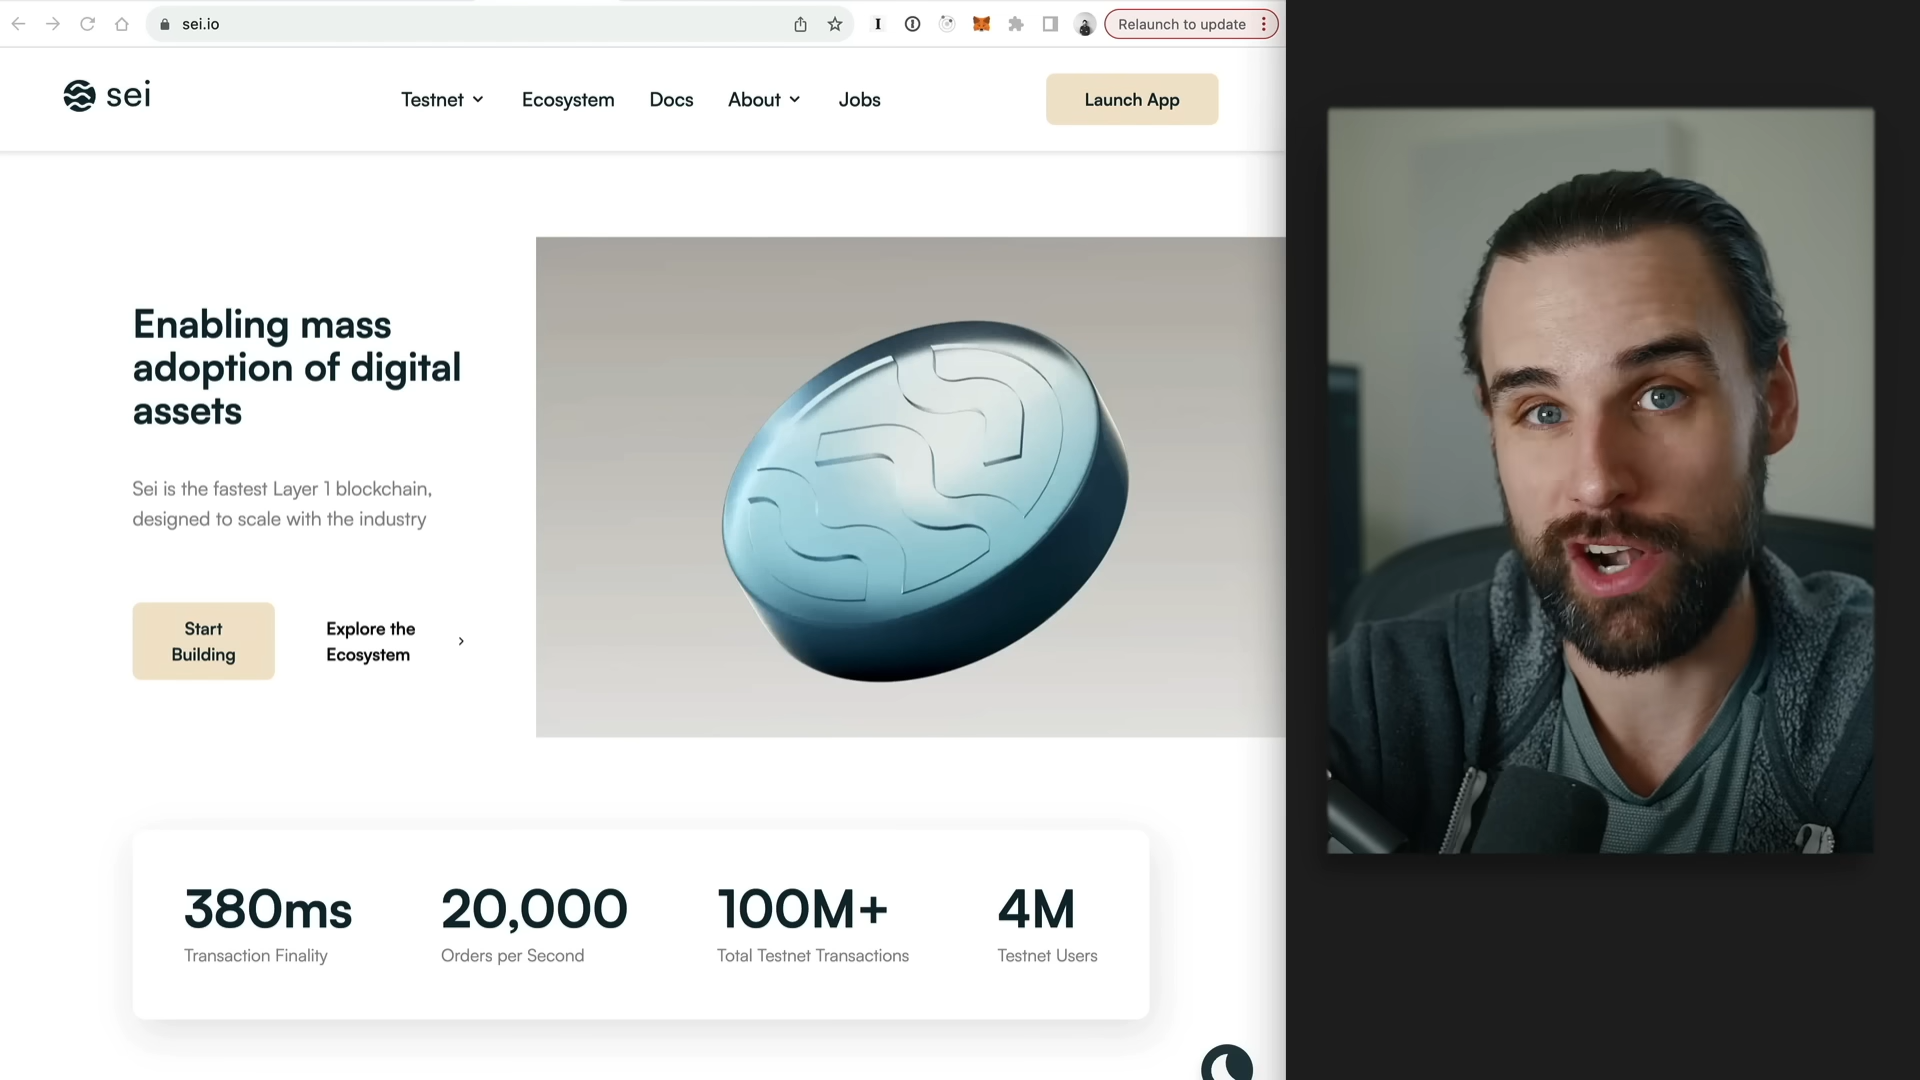 sei.io
Relaunch to update
sei
Testnet
Ecosystem
Docs
About
Jobs
Launch App
Enabling mass
adoption of digital
assets
Sei is the fastest Layer 1 blockchain,
designed to scale with the industry
Start
Building
Explore the
Ecosystem
380ms
Transaction Finality
20,000
Orders per Second
100M+
Total Testnet Transactions
4M
Testnet Users